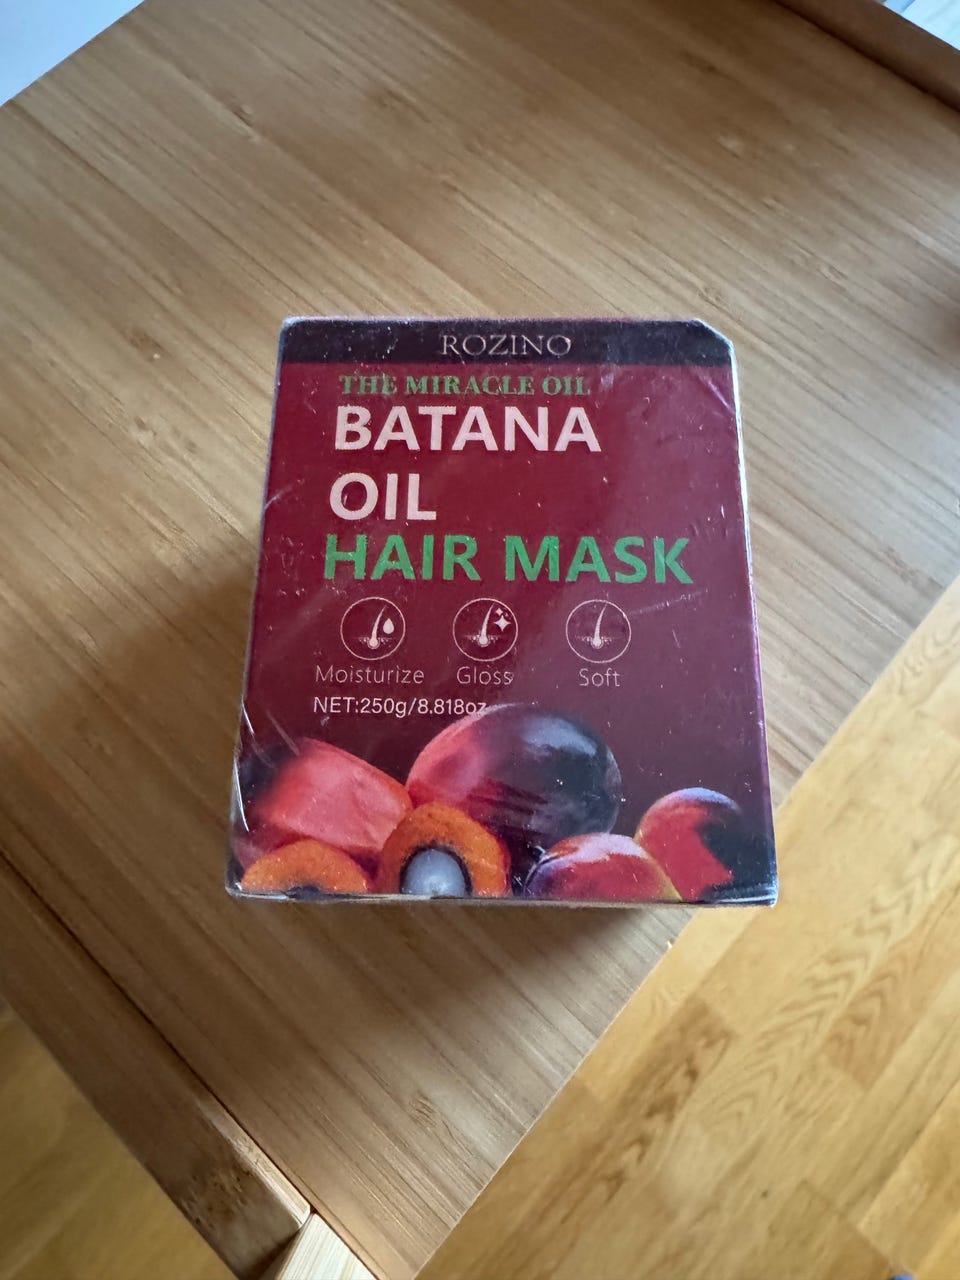 ROZINO
THE MIRACLE OIL
BATANA
OIL
HAIR MASK
Moisturize Gloss Soft
NET:250g/8.818oz